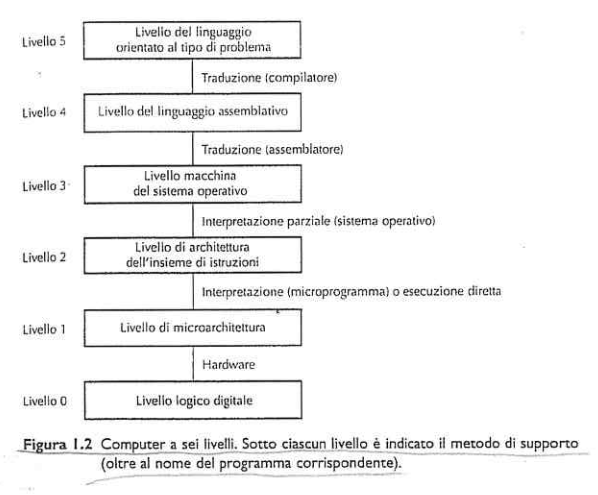 Livello 5
Livello del linguaggio
orientato al tipo di problema
Traduzione (compilatore)
Livello 4
Livello del linguaggio assemblativo
Traduzione (assemblatore)
Livello 3
Livello macchina
del sistema operativo
Interpretazione parziale (sistema operativo)
Livello 2
Livello di architettura
dell'insieme di istruzioni
Interpretazione (microprogramma) o esecuzione diretta
Livello 1
Livello di microarchitettura
Hardware
Livello 0
Livello logico digitale
Figura 1.2 Computer a sei livelli. Sotto ciascun livello è indicato il metodo di supporto
(oltre al nome del programma corrispondente).